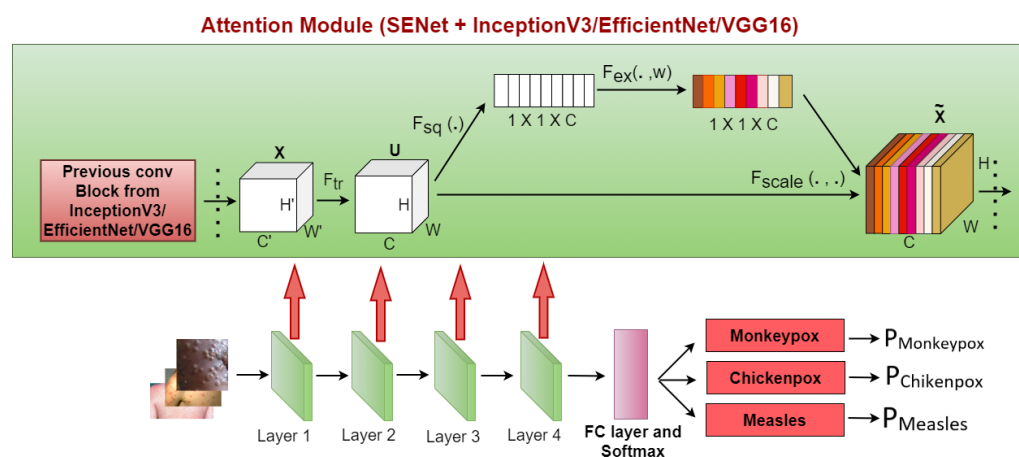 Attention Module (SENet + InceptionV3/EfficientNet/VGG16)
Previous conv
Block from
InceptionV3/
EfficientNet/VGG16
X
H'
C'
W'
Ftr
U
H
C
W
Fsq (.)
1 X 1 X C
Fex(. ,w)
1 X 1 X C
Fscale (. , .)
X̃
H
W
C
Layer 1
Layer 2
Layer 3
Layer 4
FC layer and
Softmax
Monkeypox
PMonkeypox
Chickenpox
PChikenpox
Measles
PMeasles